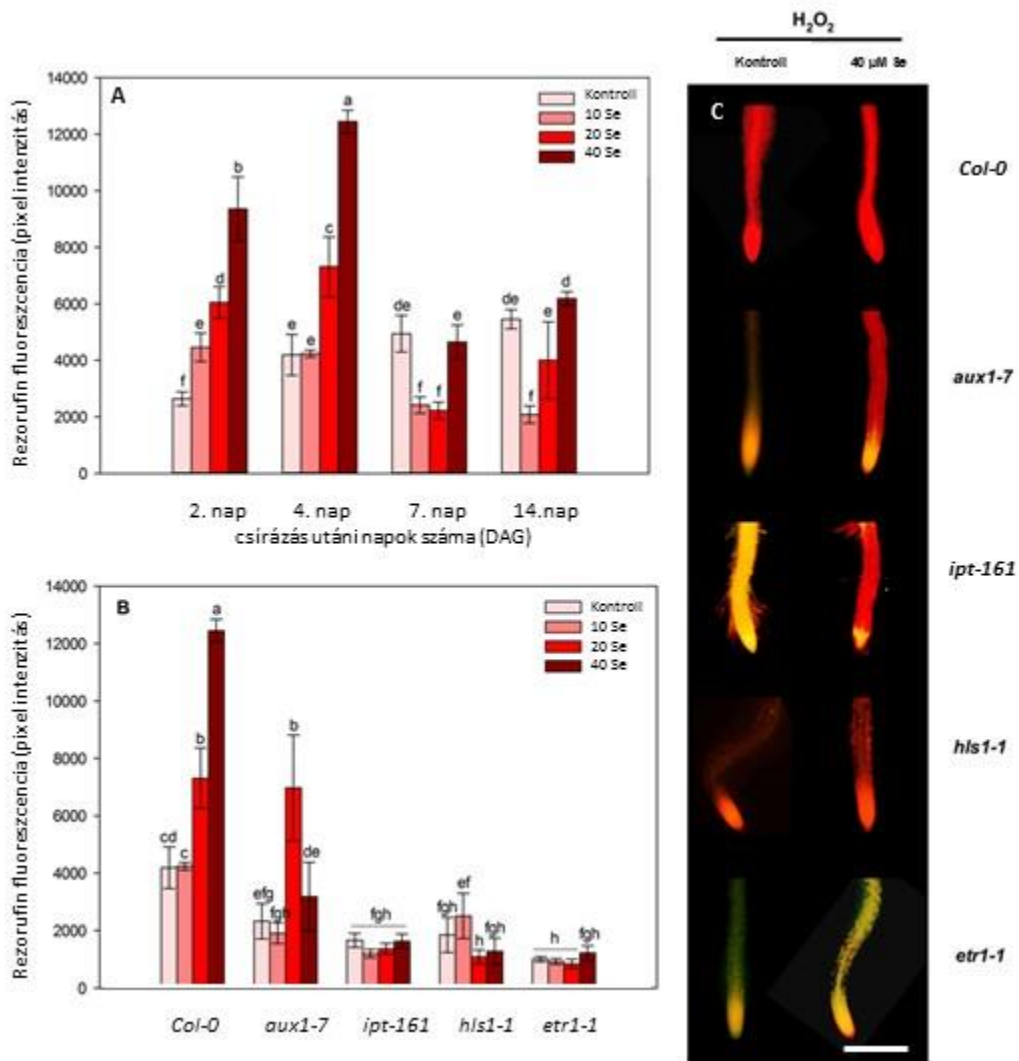 H2O2
Kontroll 40 µM Se
A
Kontroll
10 Se
20 Se
40 Se
Rezorufin fluoreszcencia (pixel intenzitás)
14000
12000
10000
8000
6000
4000
2000
0
f e d b
e e c a
de f f e
de f e d
2. nap 4. nap 7. nap 14.nap
csírázás utáni napok száma (DAG)
B
Kontroll
10 Se
20 Se
40 Se
Rezorufin fluoreszcencia (pixel intenzitás)
14000
12000
10000
8000
6000
4000
2000
0
cd c b a
efg fgh b de
fgh
fgh ef h fgh
h fgh
Col-0 aux1-7 ipt-161 hls1-1 etr1-1
C
Col-0
aux1-7
ipt-161
hls1-1
etr1-1